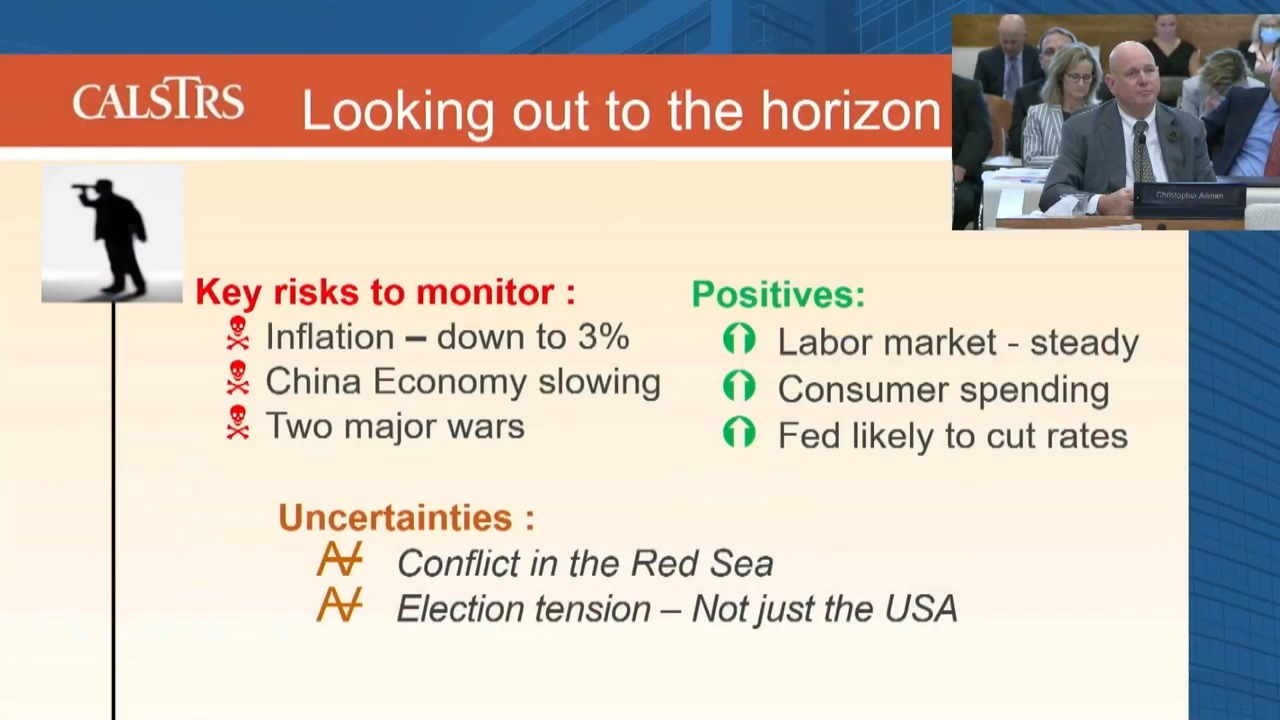 CALSTRS
Looking out to the horizon
Christopher Ailman
Key risks to monitor :
Inflation – down to 3%
China Economy slowing
Two major wars
Positives:
Labor market - steady
Consumer spending
Fed likely to cut rates
Uncertainties :
Conflict in the Red Sea
Election tension – Not just the USA